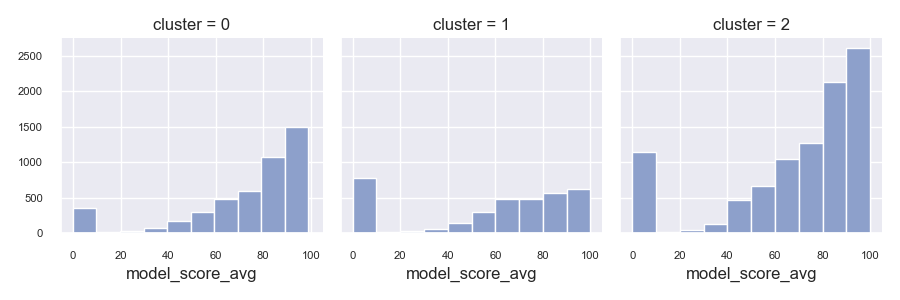 cluster = 0
cluster = 1
cluster = 2
2500
2000
1500
1000
500
0
0 20 40 60 80 100
0 20 40 60 80 100
0 20 40 60 80 100
model_score_avg
model_score_avg
model_score_avg